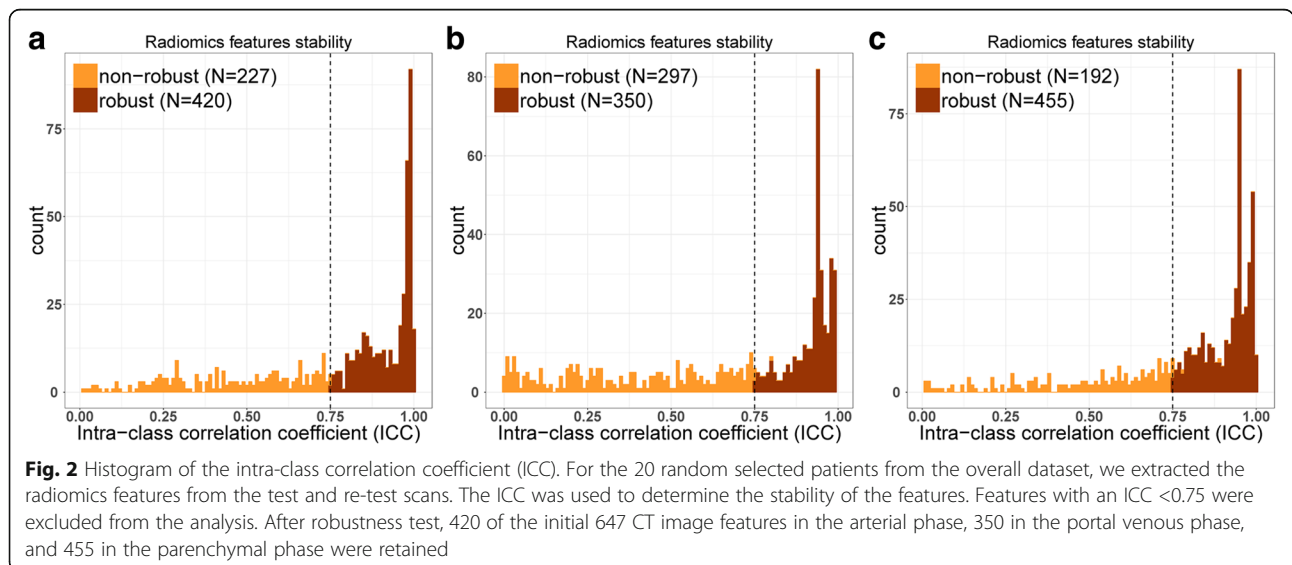 a
Radiomics features stability
non-robust (N=227)
robust (N=420)
75
50
25
0
count
0.00 0.25 0.50 0.75 1.00
Intra-class correlation coefficient (ICC)
b
Radiomics features stability
non-robust (N=297)
robust (N=350)
80
60
40
20
0
count
0.00 0.25 0.50 0.75 1.00
Intra-class correlation coefficient (ICC)
c
Radiomics features stability
non-robust (N=192)
robust (N=455)
75
50
25
0
count
0.00 0.25 0.50 0.75 1.00
Intra-class correlation coefficient (ICC)
Fig. 2 Histogram of the intra-class correlation coefficient (ICC). For the 20 random selected patients from the overall dataset, we extracted the
radiomics features from the test and re-test scans. The ICC was used to determine the stability of the features. Features with an ICC <0.75 were
excluded from the analysis. After robustness test, 420 of the initial 647 CT image features in the arterial phase, 350 in the portal venous phase,
and 455 in the parenchymal phase were retained